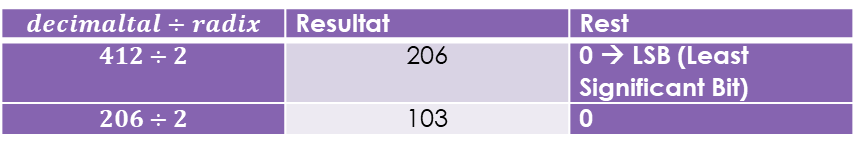 decimaltal ÷ radix Resultat Rest
412 ÷ 2 206 0 → LSB (Least
Significant Bit)
206 ÷ 2 103 0